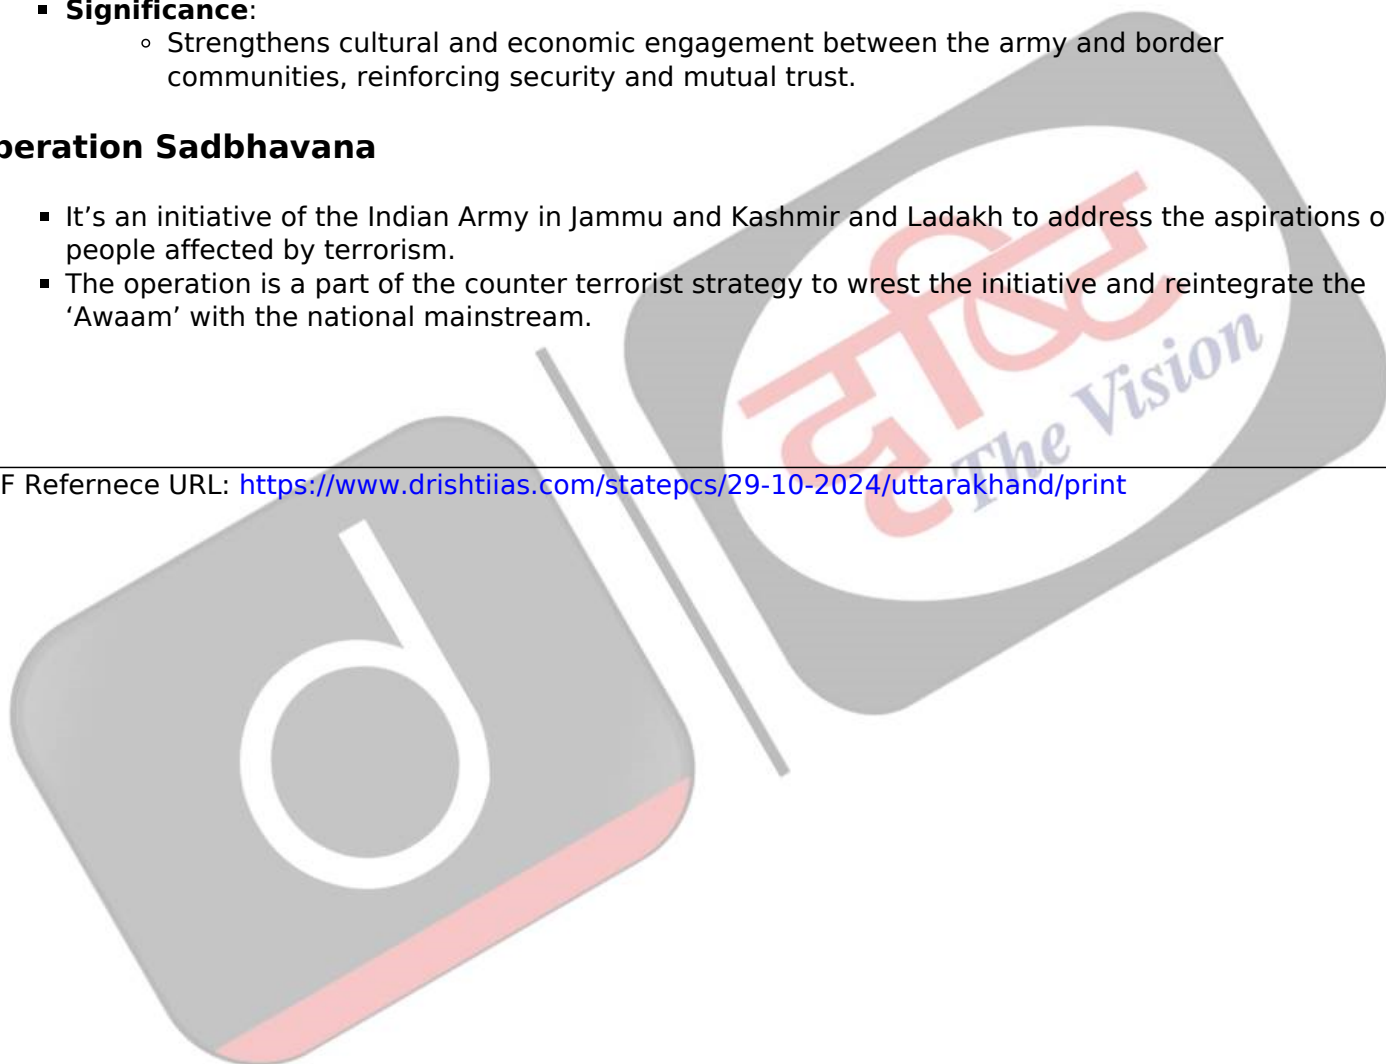 ▪ Significance:
◦ Strengthens cultural and economic engagement between the army and border
communities, reinforcing security and mutual trust.
peration Sadbhavana
▪ It’s an initiative of the Indian Army in Jammu and Kashmir and Ladakh to address the aspirations o
people affected by terrorism.
▪ The operation is a part of the counter terrorist strategy to wrest the initiative and reintegrate the
‘Awaam’ with the national mainstream.
दृष्टि
The Vision
F Refernece URL: https://www.drishtiias.com/statepcs/29-10-2024/uttarakhand/print
d